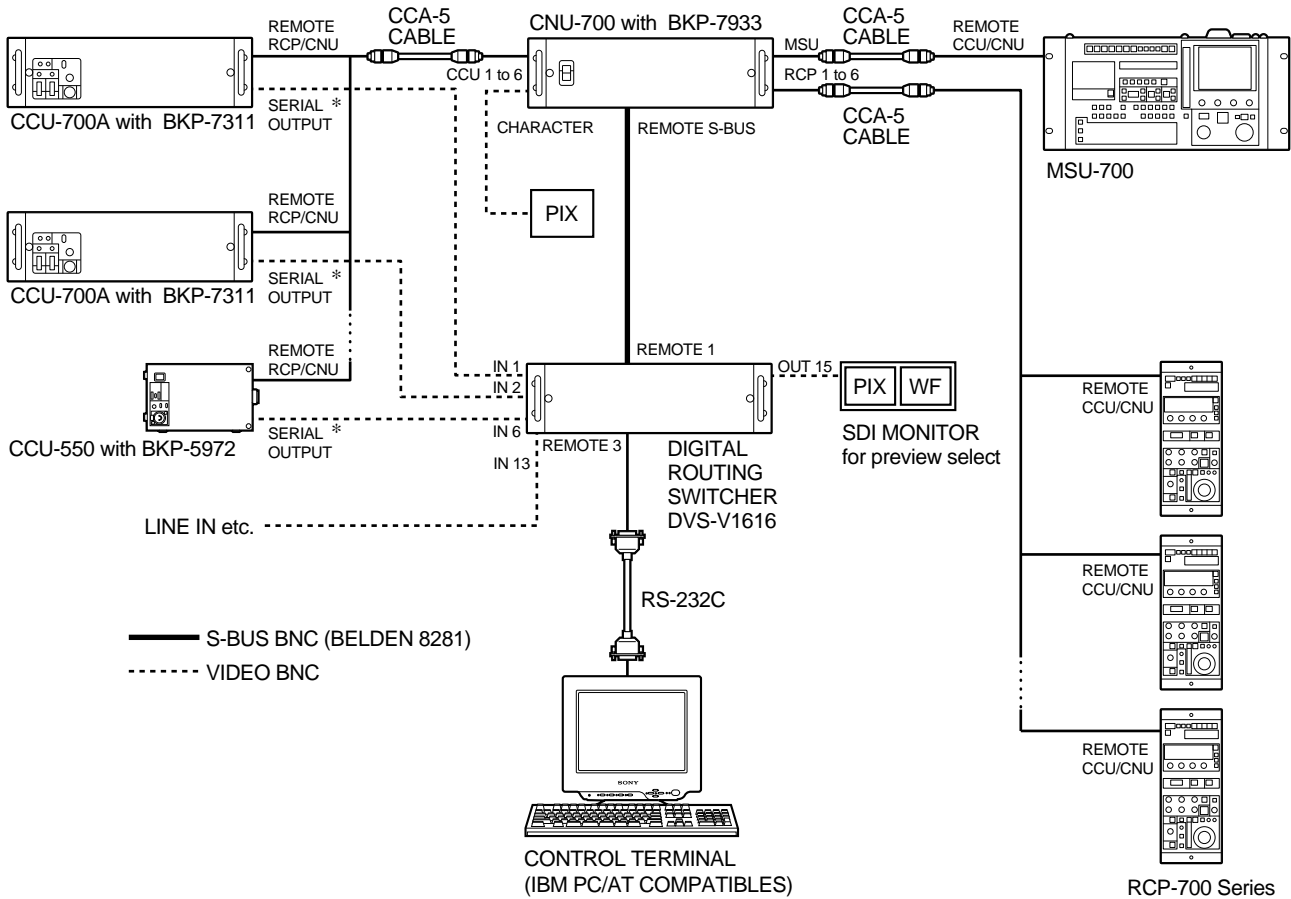 REMOTE
RCP/CNU
CCA-5
CABLE
CNU-700 with BKP-7933
MSU
CCA-5
CABLE
REMOTE
CCU/CNU
CCU 1 to 6
RCP 1 to 6
SERIAL *
OUTPUT
CCU-700A with BKP-7311
CHARACTER
REMOTE S-BUS
CCA-5
CABLE
MSU-700
REMOTE
RCP/CNU
PIX
SERIAL *
OUTPUT
CCU-700A with BKP-7311
REMOTE
RCP/CNU
IN 1
IN 2
REMOTE 1
OUT 15
PIX WF
REMOTE
CCU/CNU
SERIAL *
OUTPUT
CCU-550 with BKP-5972
IN 6
IN 13
REMOTE 3
DIGITAL
ROUTING
SWITCHER
DVS-V1616
SDI MONITOR
for preview select
LINE IN etc.
REMOTE
CCU/CNU
RS-232C
S-BUS BNC (BELDEN 8281)
VIDEO BNC
REMOTE
CCU/CNU
SONY
CONTROL TERMINAL
(IBM PC/AT COMPATIBLES)
RCP-700 Series